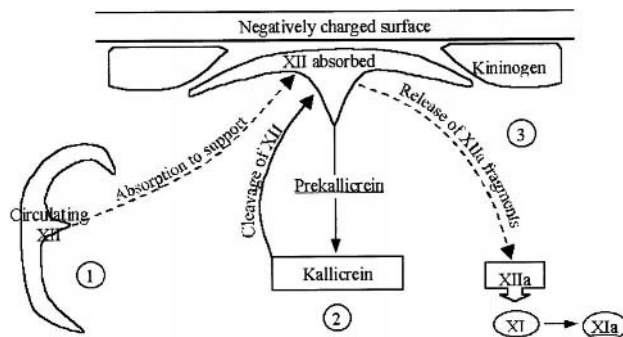 Negatively charged surface
XII absorbed
Kininogen
Absorption to support
Cleavage of XII
Release of XIIa fragments
3
Prekallicrein
Circulating
XII
1
Kallicrein
2
XIIa
XI
XIa